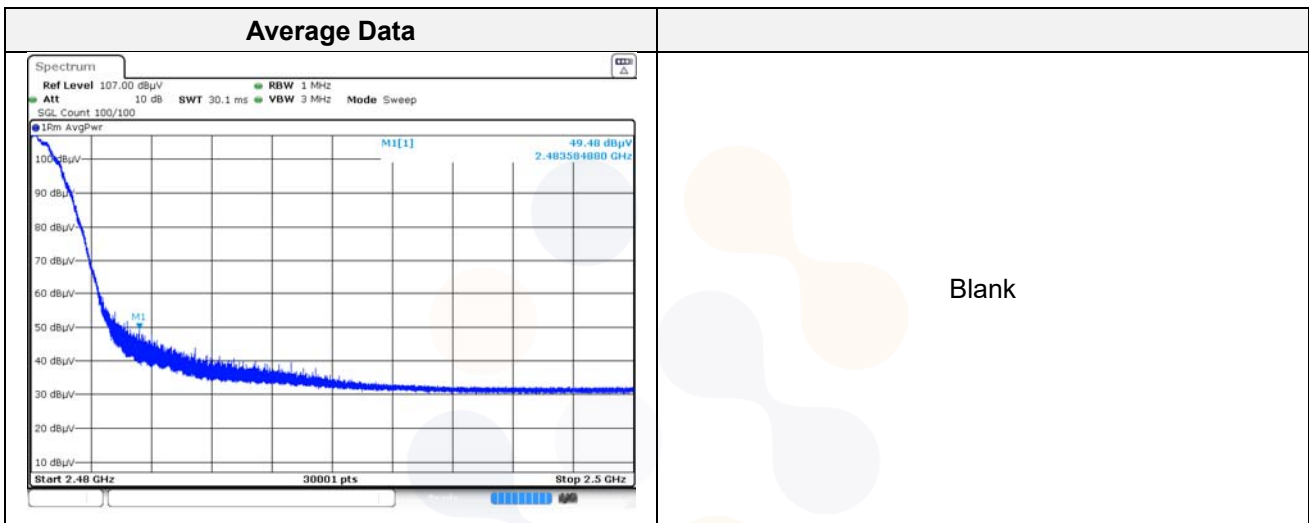 Average Data
Spectrum
Ref Level 107.00 dBµV RBW 1 MHz
Att 10 dB SWT 30.1 ms VBW 3 MHz Mode Sweep
SGL Count 100/100
1Rm AvgPwr
M1[1] 49.48 dBµV
2.483584880 GHz
100 dBµV
90 dBµV
80 dBµV
70 dBµV
60 dBµV
M1
50 dBµV
40 dBµV
30 dBµV
20 dBµV
10 dBµV
Start 2.48 GHz 30001 pts Stop 2.5 GHz
Blank